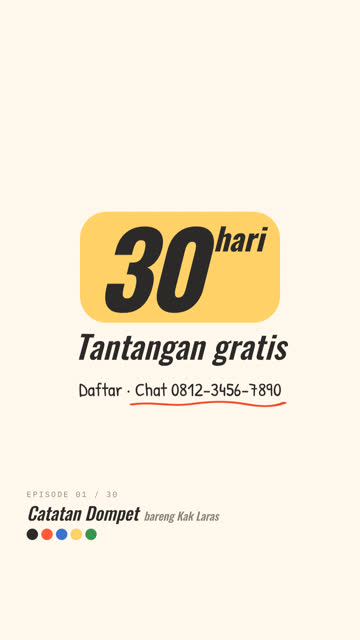 30 hari
Tantangan gratis
Daftar · Chat 0812-3456-7890
EPISODE 01 / 30
Catatan Dompet bareng Kak Laras